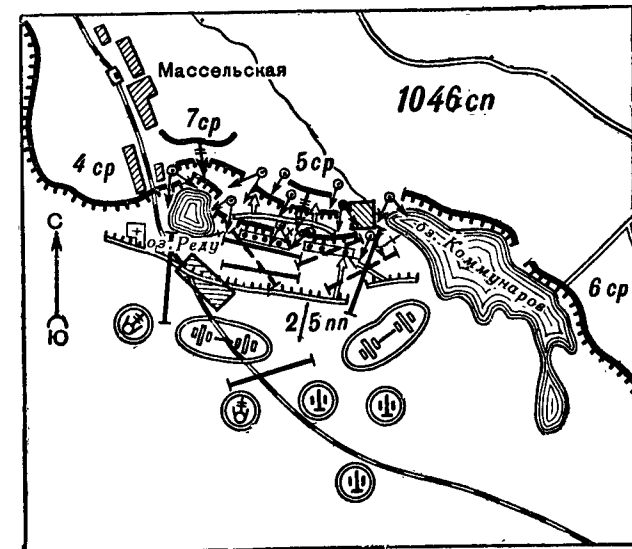 Массельская
1046 сп
7 ср
5 ср
4 ср
С
Ю
оз. Реду
оз. Коммунаров
6 ср
2/5 пп